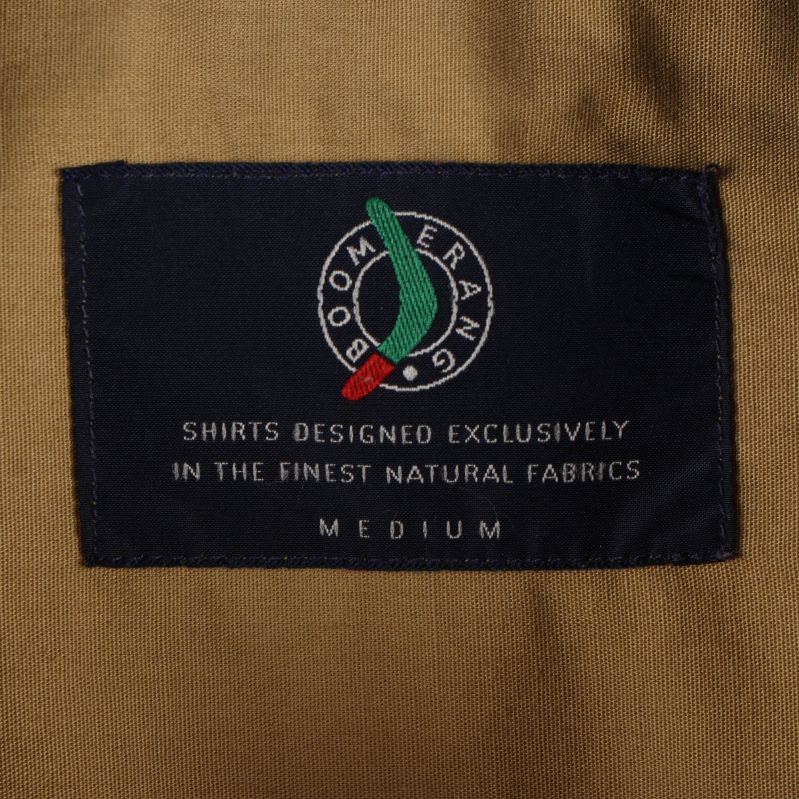 BOOMERANG
SHIRTS DESIGNED EXCLUSIVELY
IN THE FINEST NATURAL FABRICS
MEDIUM